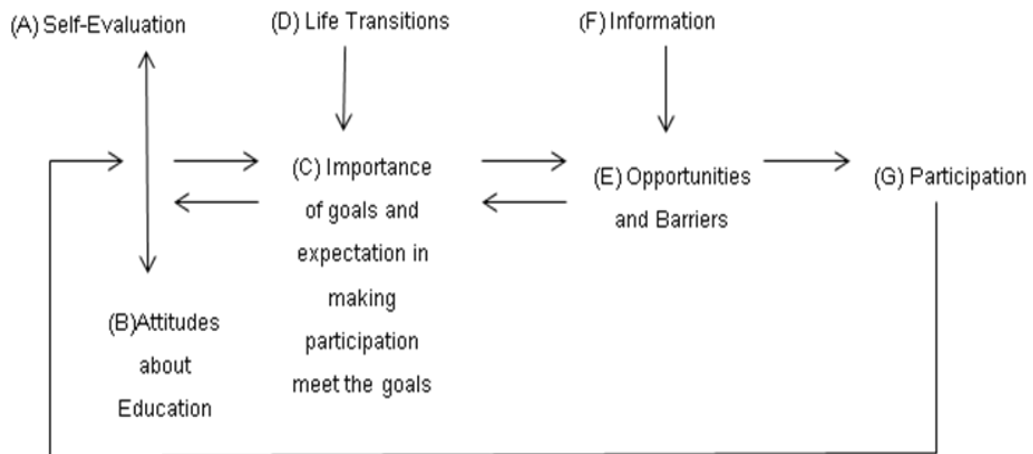 (A) Self-Evaluation
(D) Life Transitions
(F) Information
(C) Importance
of goals and
expectation in
making
participation
meet the goals
(E) Opportunities
and Barriers
(G) Participation
(B)Attitudes
about
Education